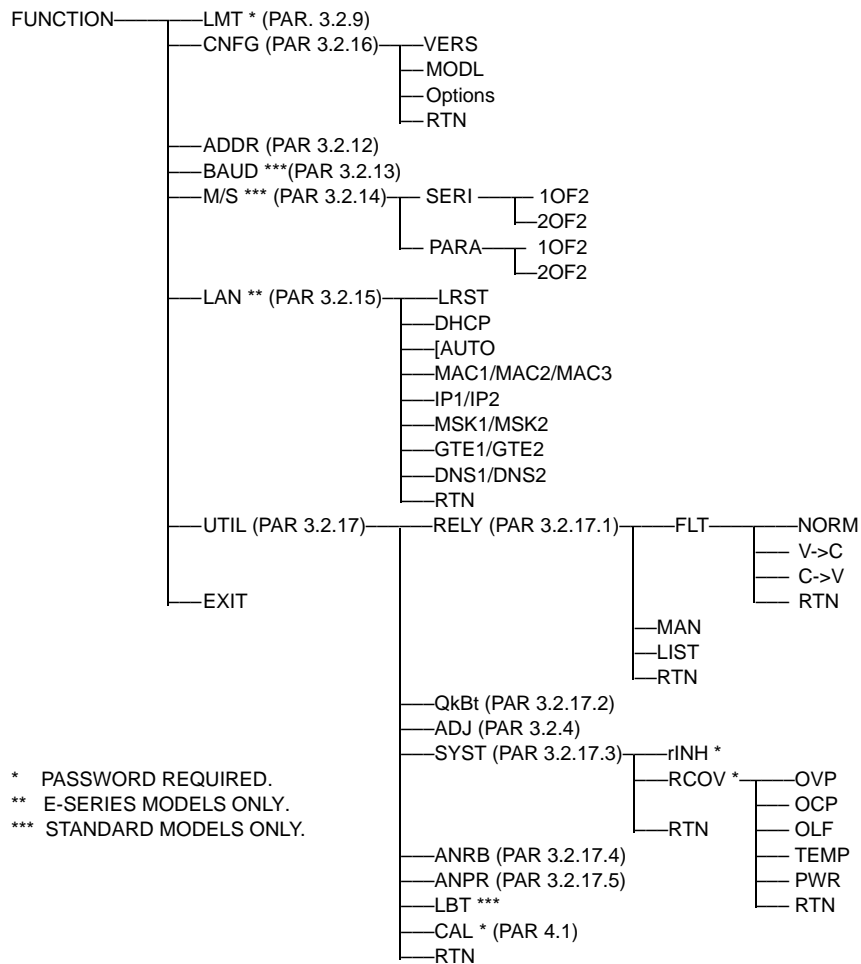 FUNCTION LMT * (PAR. 3.2.9)
CNFG (PAR 3.2.16) VERS
MODL
Options
RTN
ADDR (PAR 3.2.12)
BAUD ***(PAR 3.2.13)
M/S *** (PAR 3.2.14) SERI 1OF2
2OF2
PARA 1OF2
2OF2
LAN ** (PAR 3.2.15) LRST
DHCP
[AUTO
MAC1/MAC2/MAC3
IP1/IP2
MSK1/MSK2
GTE1/GTE2
DNS1/DNS2
RTN
UTIL (PAR 3.2.17) RELY (PAR 3.2.17.1) FLT NORM
V->C
C->V
EXIT RTN
MAN
LIST
RTN
QkBt (PAR 3.2.17.2)
ADJ (PAR 3.2.4)
SYST (PAR 3.2.17.3) rINH *
* PASSWORD REQUIRED. RCOV * OVP
** E-SERIES MODELS ONLY. OCP
*** STANDARD MODELS ONLY. RTN OLF
ANRB (PAR 3.2.17.4) TEMP
ANPR (PAR 3.2.17.5) PWR
LBT *** RTN
CAL * (PAR 4.1)
RTN